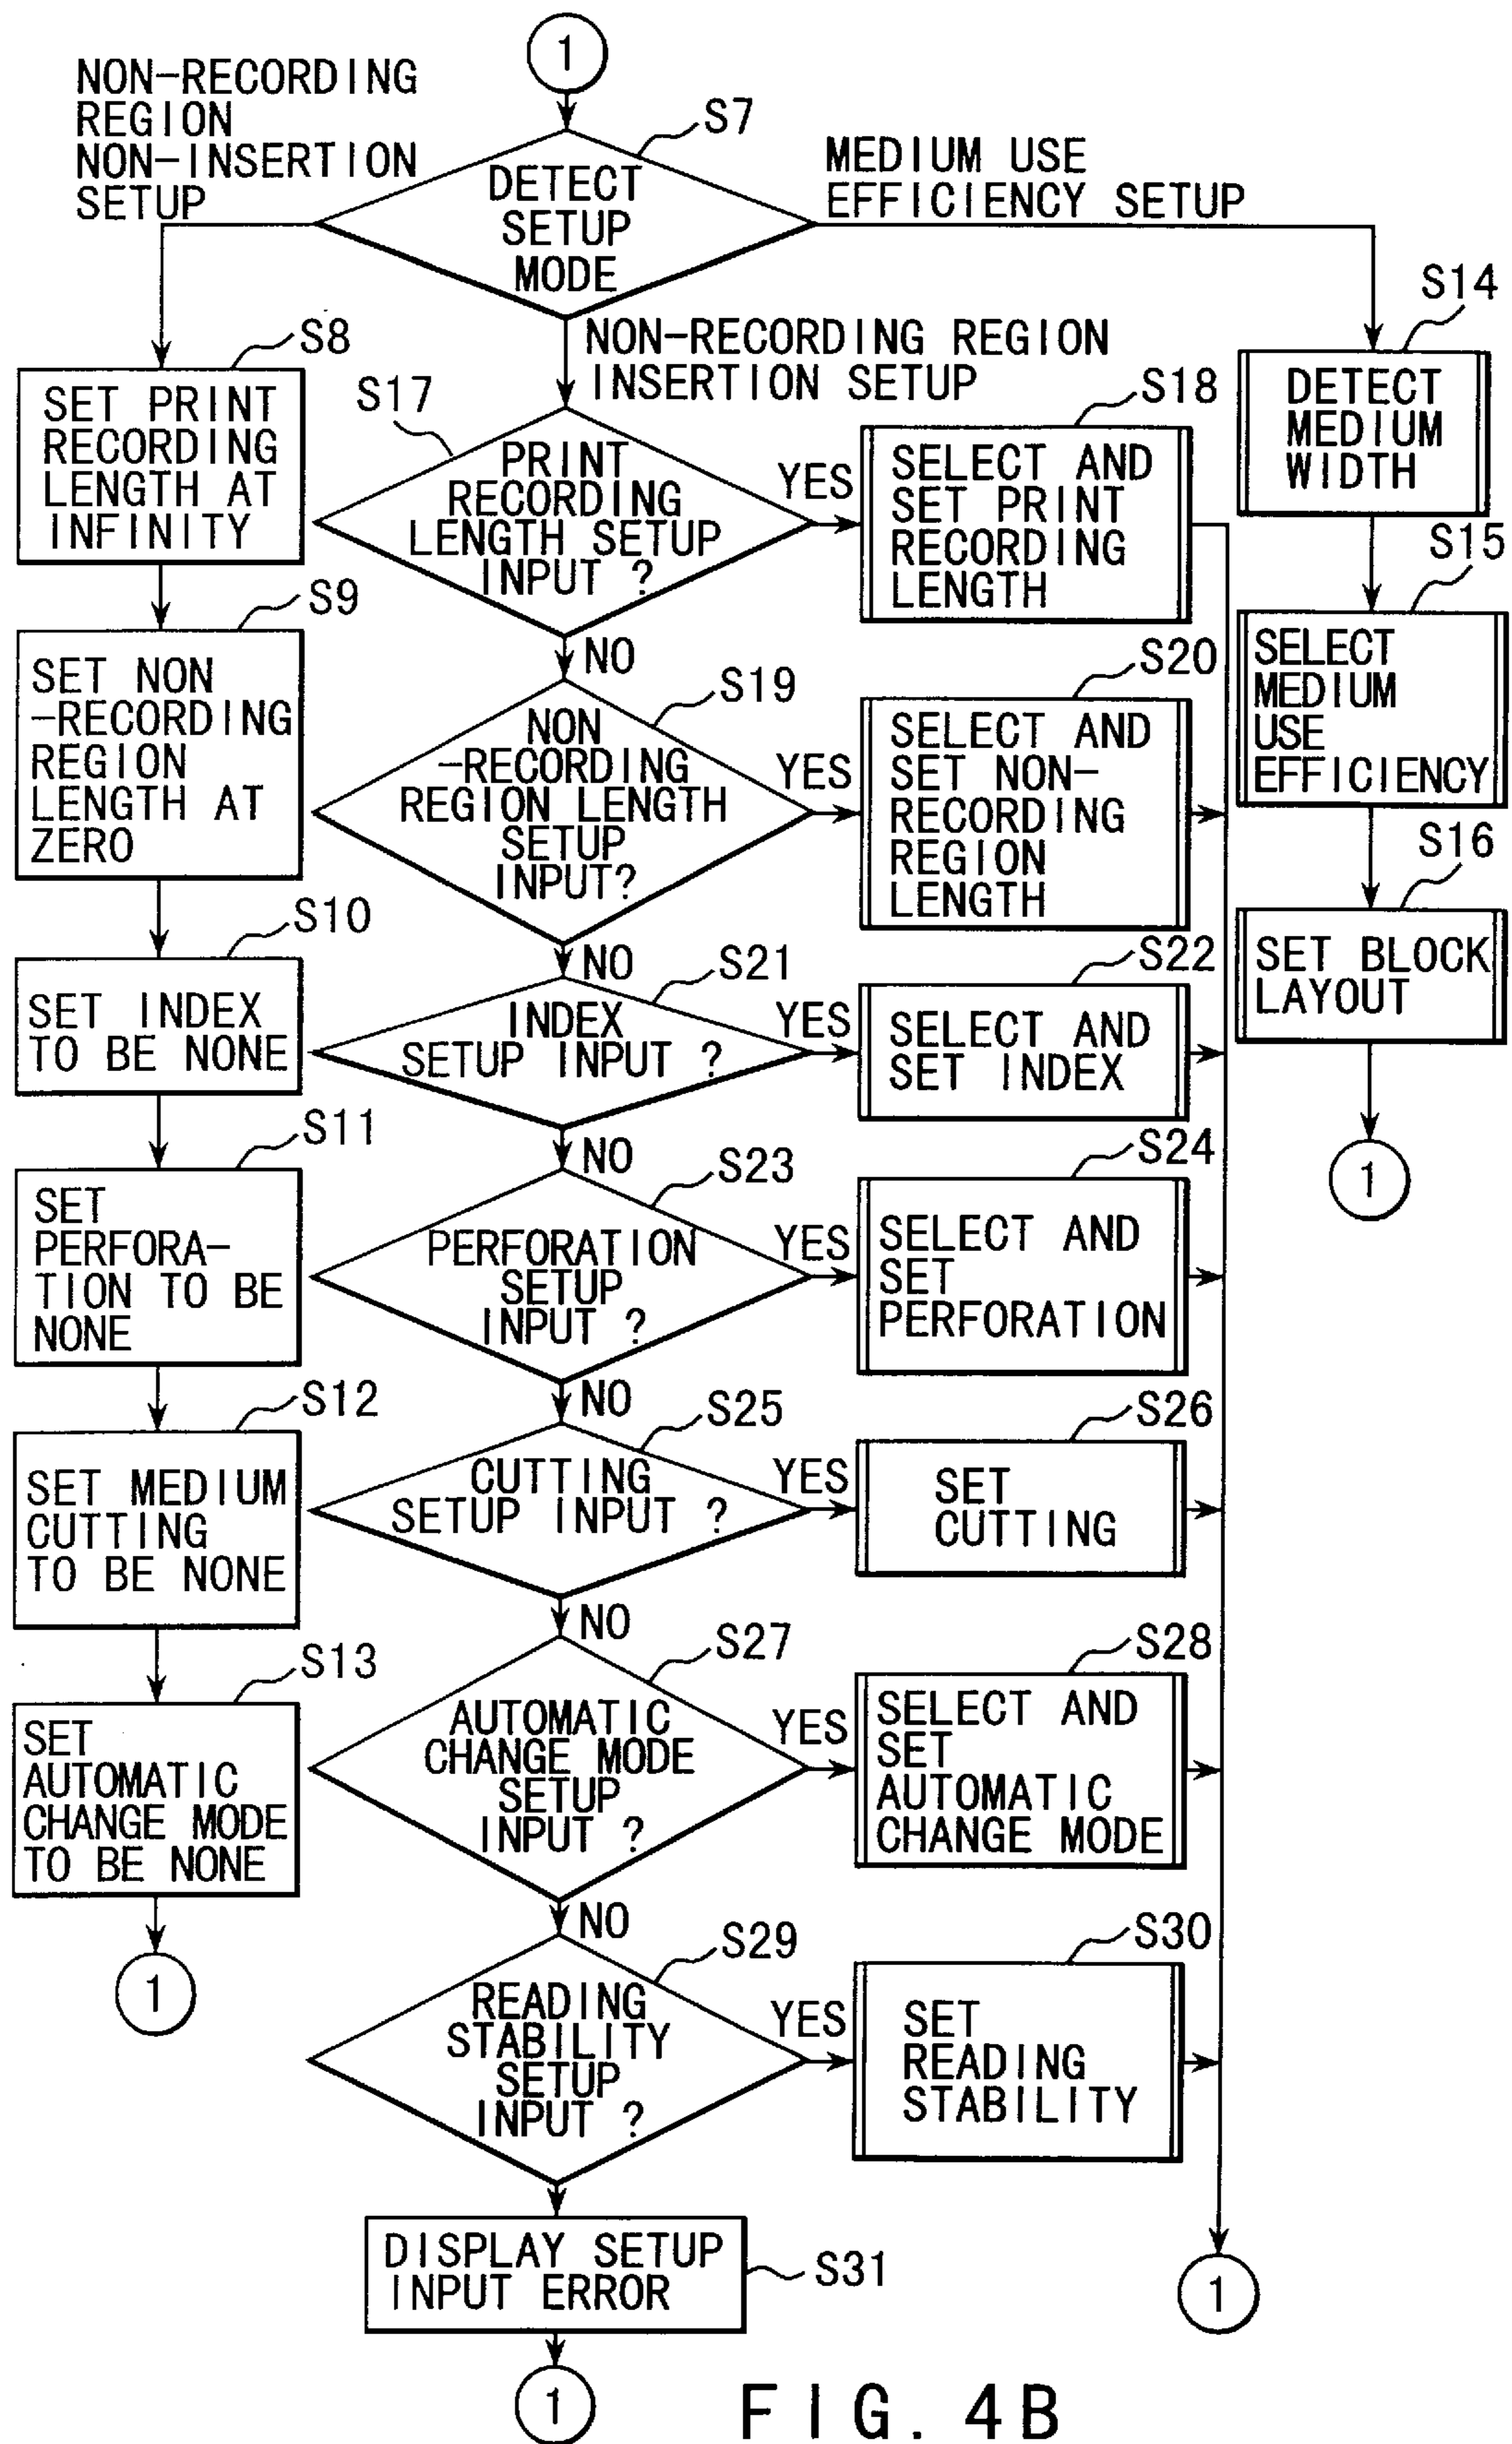 1
NON-RECORDING
REGION
NON-INSERTION
SETUP
S7
DETECT
SETUP
MODE
MEDIUM USE
EFFICIENCY SETUP
NON-RECORDING REGION
INSERTION SETUP
S8
SET PRINT
RECORDING
LENGTH AT
INFINITY
S9
SET NON
-RECORDING
REGION
LENGTH AT
ZERO
S10
SET INDEX
TO BE NONE
S11
SET
PERFORA-
TION TO BE
NONE
S12
SET MEDIUM
CUTTING
TO BE NONE
S13
SET
AUTOMATIC
CHANGE MODE
TO BE NONE
1
S17
PRINT
RECORDING
LENGTH SETUP
INPUT ?
YES
S18
SELECT AND
SET PRINT
RECORDING
LENGTH
NO
S19
NON
-RECORDING
REGION LENGTH
SETUP
INPUT?
YES
S20
SELECT AND
SET NON-
RECORDING
REGION
LENGTH
NO
S21
INDEX
SETUP INPUT ?
YES
S22
SELECT AND
SET INDEX
NO
S23
PERFORATION
SETUP
INPUT ?
YES
S24
SELECT AND
SET
PERFORATION
NO
S25
CUTTING
SETUP INPUT ?
YES
S26
SET
CUTTING
NO
S27
AUTOMATIC
CHANGE MODE
SETUP
INPUT ?
YES
S28
SELECT AND
SET
AUTOMATIC
CHANGE MODE
NO
S29
READING
STABILITY
SETUP
INPUT ?
YES
S30
SET
READING
STABILITY
DISPLAY SETUP
INPUT ERROR
S31
1
1
S14
DETECT
MEDIUM
WIDTH
S15
SELECT
MEDIUM
USE
EFFICIENCY
S16
SET BLOCK
LAYOUT
1
FIG. 4B